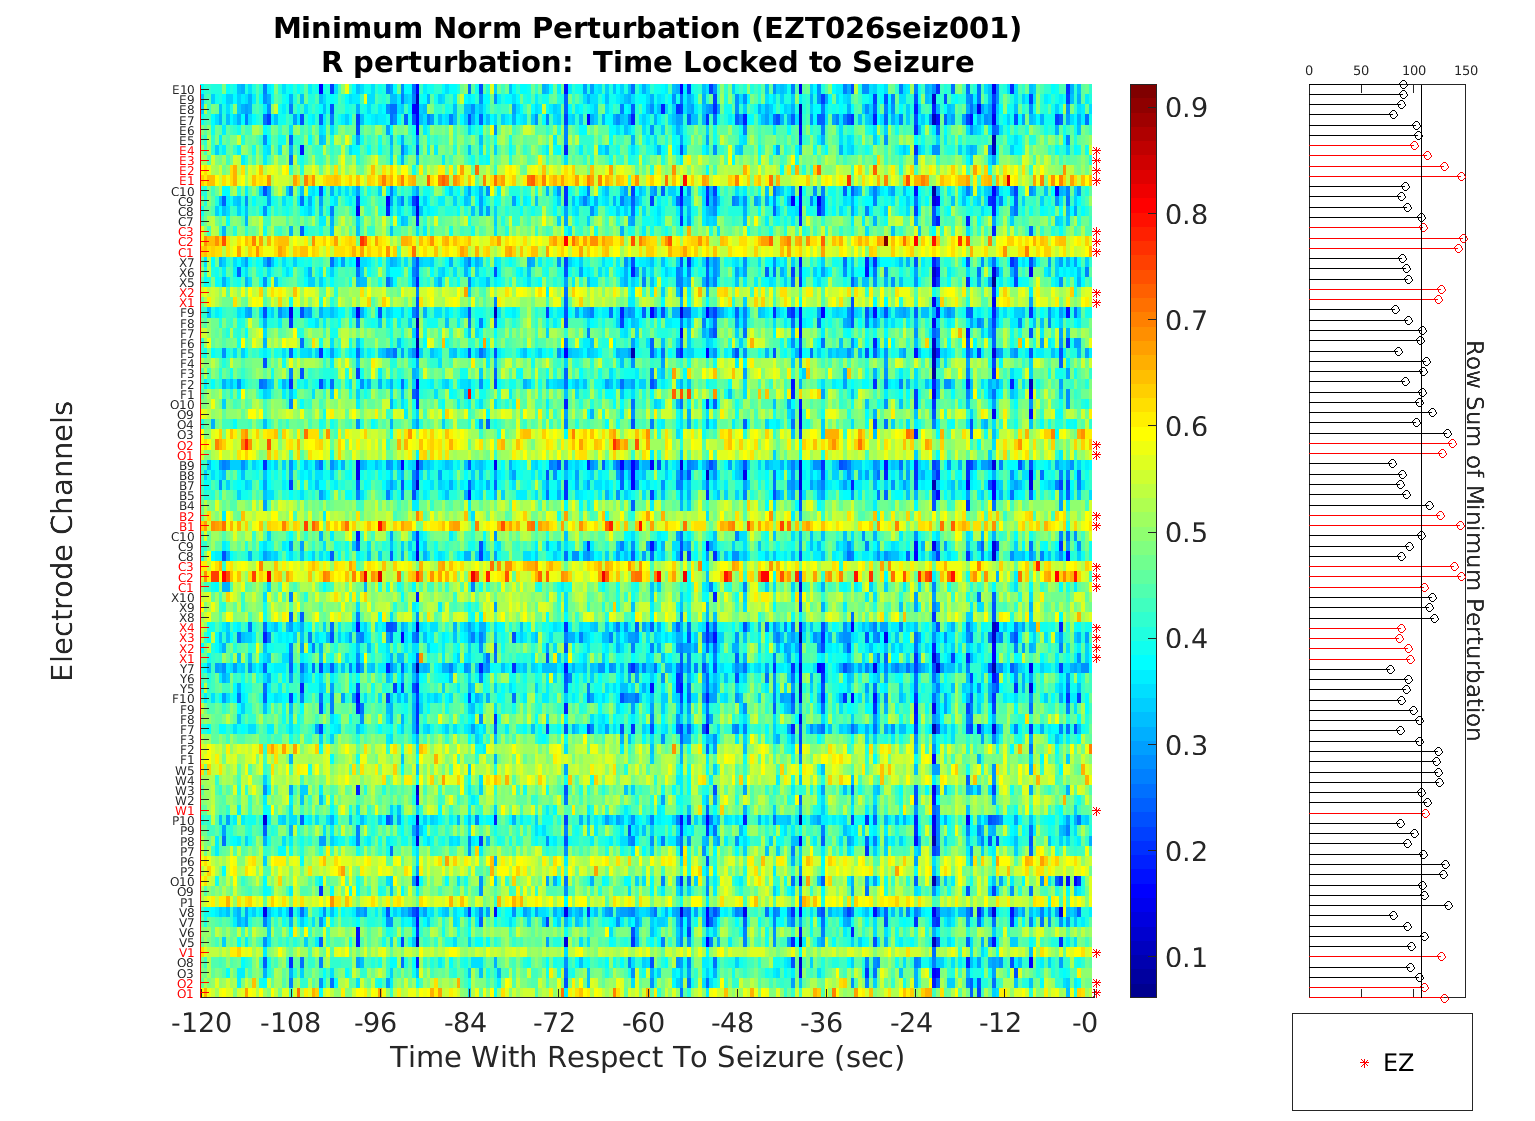 Minimum Norm Perturbation (EZT026seiz001)
R perturbation:  Time Locked to Seizure
Electrode Channels
E10
E9
E8
E7
E6
E5
E4
E3
E2
E1
C10
C9
C8
C7
C3
C2
C1
X7
X6
X5
X2
X1
F9
F8
F7
F6
F5
F4
F3
F2
F1
O10
O9
O4
O3
O2
O1
B9
B8
B7
B5
B4
B2
B1
C10
C9
C8
C3
C2
C1
X10
X9
X8
X4
X3
X2
X1
Y7
Y6
Y5
F10
F9
F8
F7
F3
F2
F1
W5
W4
W3
W2
W1
P10
P9
P8
P7
P6
P2
O10
O9
P1
V8
V7
V6
V5
V1
O8
O3
O2
O1
-120 -108 -96 -84 -72 -60 -48 -36 -24 -12 -0
Time With Respect To Seizure (sec)
0.9
0.8
0.7
0.6
0.5
0.4
0.3
0.2
0.1
0 50 100 150
Row Sum of Minimum Perturbation
EZ